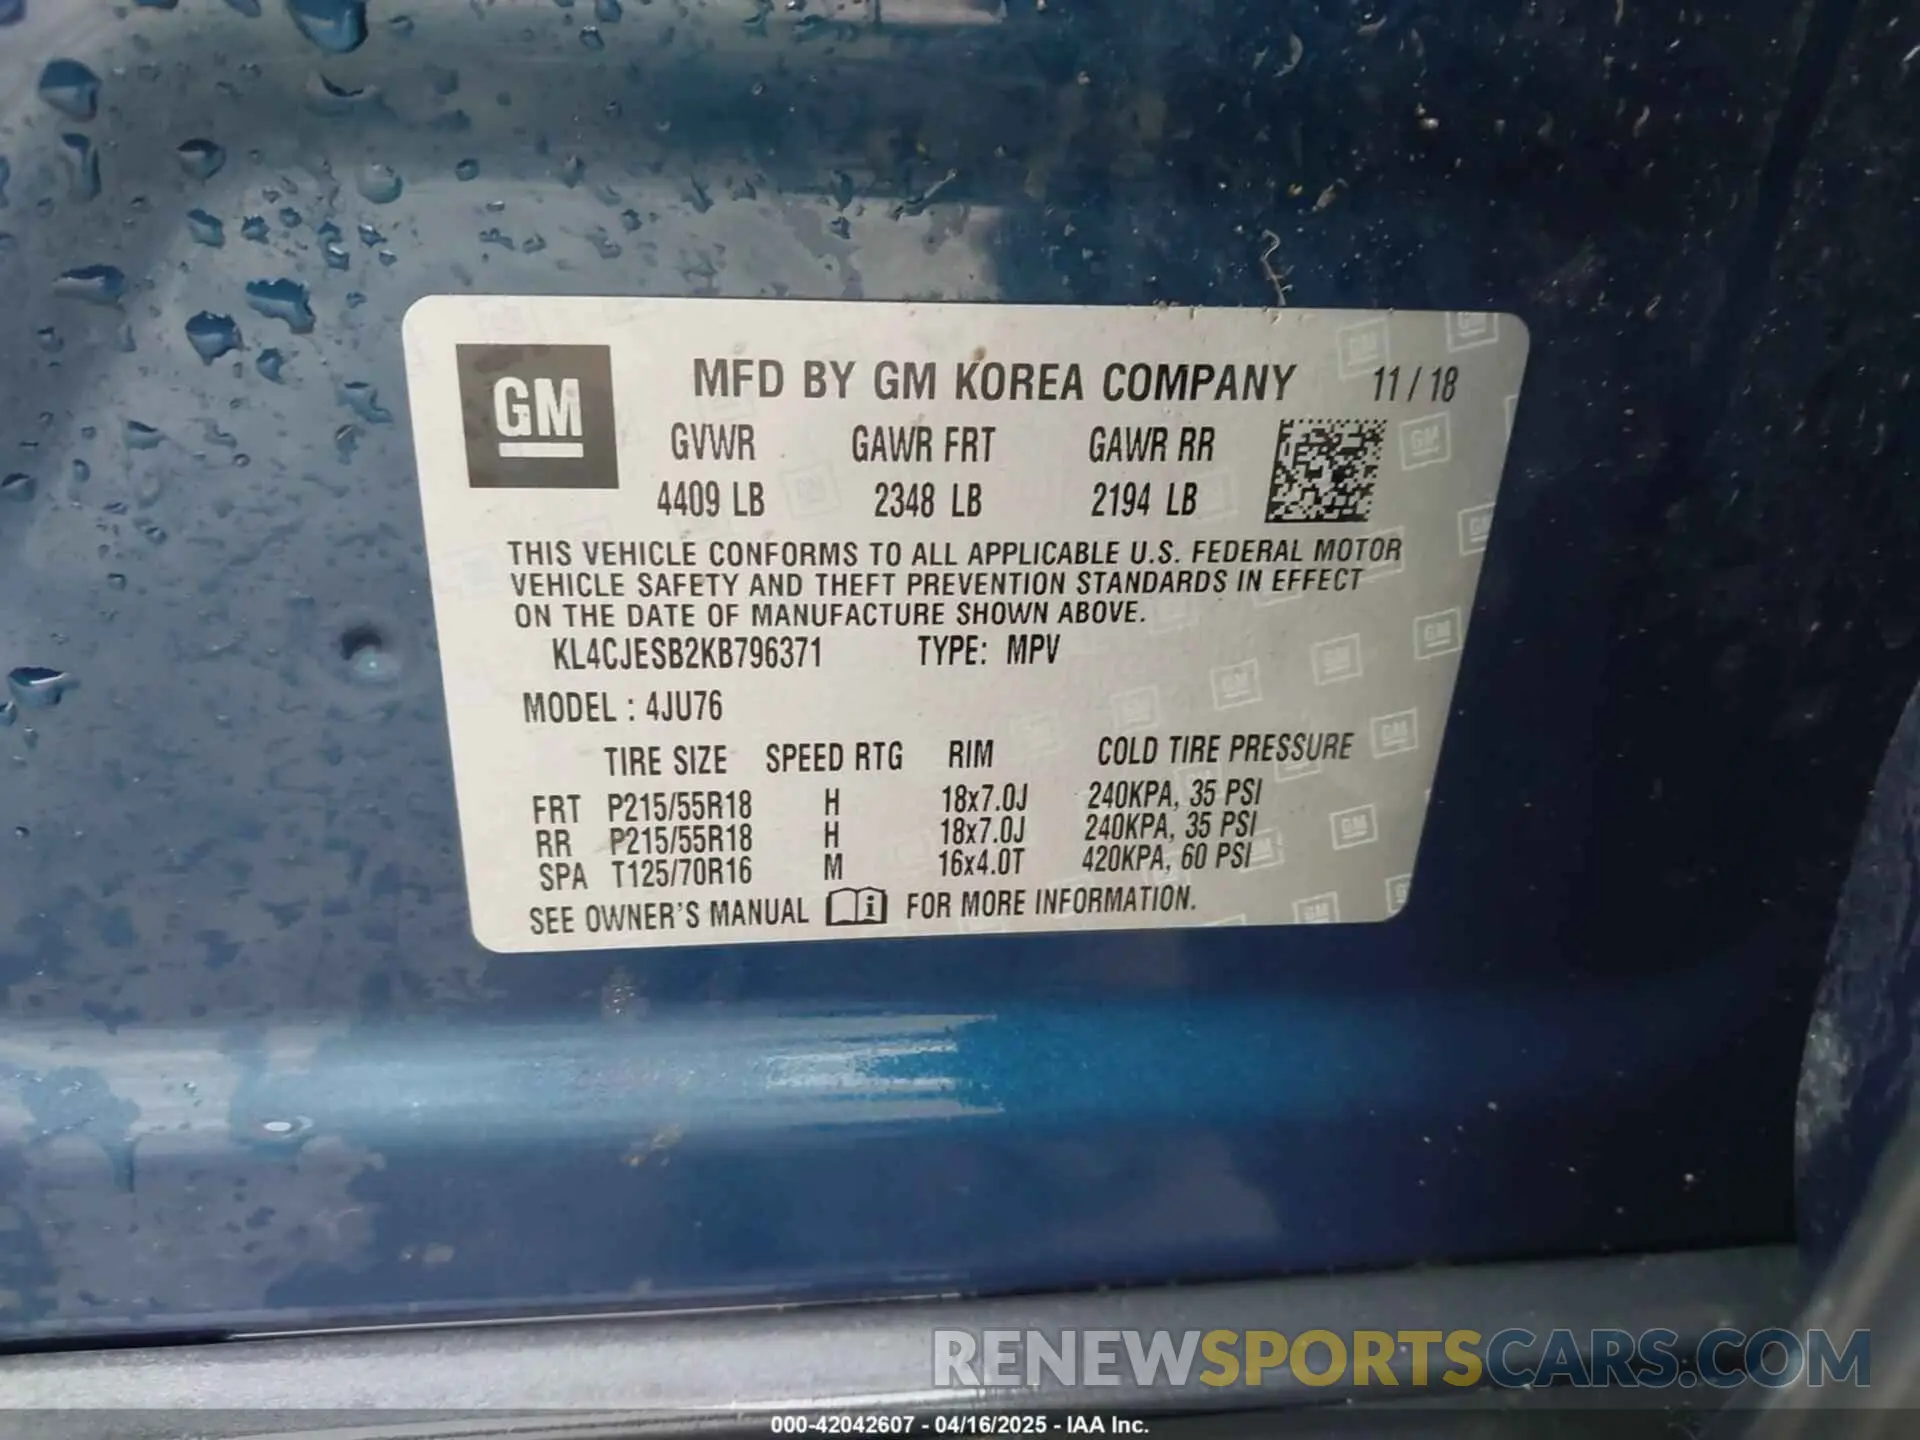 GM
MFD BY GM KOREA COMPANY 11 / 18
GVWR GAWR FRT GAWR RR
4409 LB 2348 LB 2194 LB
THIS VEHICLE CONFORMS TO ALL APPLICABLE U.S. FEDERAL MOTOR
VEHICLE SAFETY AND THEFT PREVENTION STANDARDS IN EFFECT
ON THE DATE OF MANUFACTURE SHOWN ABOVE.
KL4CJESB2KB796371 TYPE: MPV
MODEL : 4JU76
TIRE SIZE SPEED RTG RIM COLD TIRE PRESSURE
FRT P215/55R18 H 18x7.0J 240KPA, 35 PSI
RR P215/55R18 H 18x7.0J 240KPA, 35 PSI
SPA T125/70R16 M 16x4.0T 420KPA, 60 PSI
SEE OWNER'S MANUAL i FOR MORE INFORMATION.
RENEWSPORTSCARS.COM
000-42042607 - 04/16/2025 - IAA Inc.